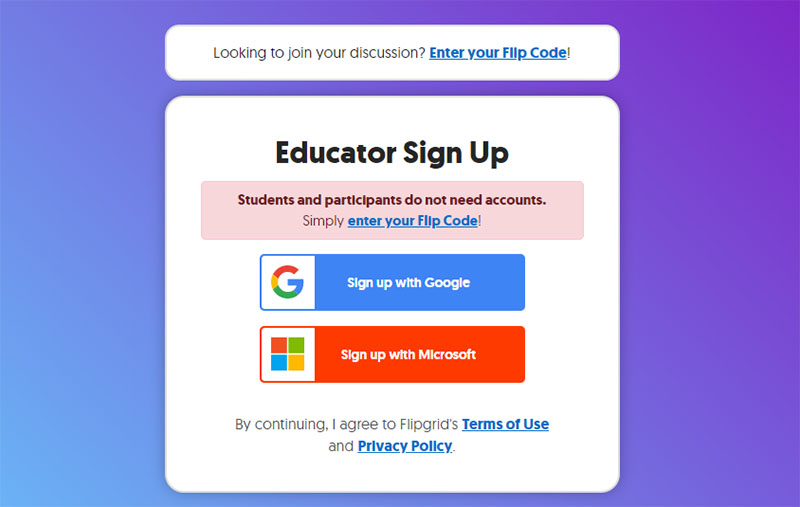 Looking to join your discussion? Enter your Flip Code!
Educator Sign Up
Students and participants do not need accounts.
Simply enter your Flip Code!
Sign up with Google
Sign up with Microsoft
By continuing, I agree to Flipgrid's Terms of Use
and Privacy Policy.